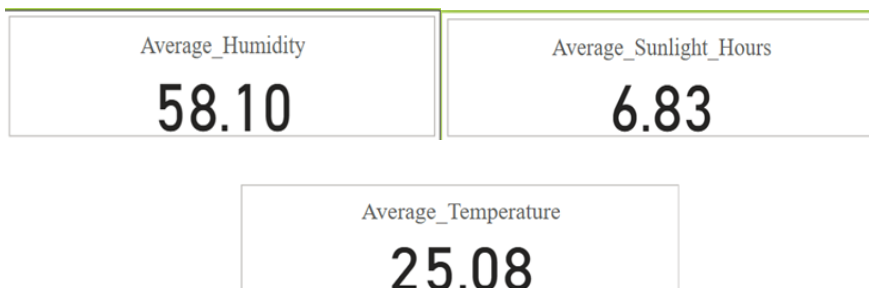 Average_Humidity
58.10
Average_Sunlight_Hours
6.83
Average_Temperature
25.08